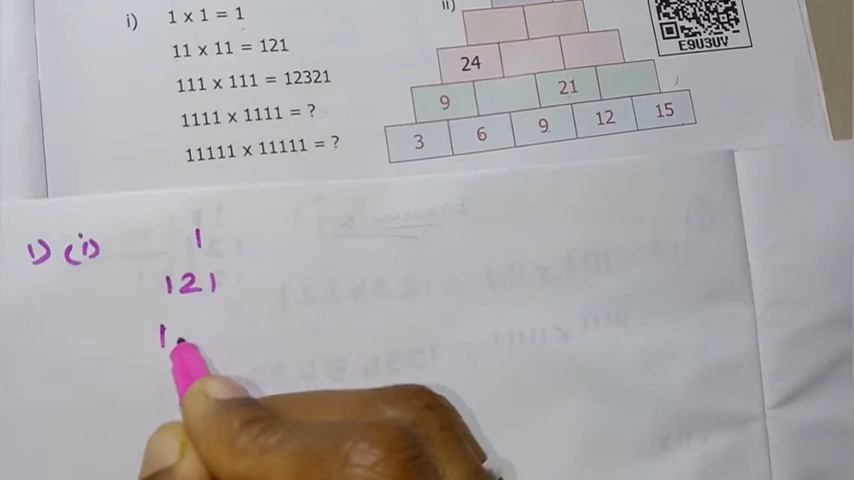 i) 1 x 1 = 1
11 x 11 = 121
111 x 111 = 12321
1111 x 1111 = ?
11111 x 11111 = ?
ii)
24
9 21
3 6 9 12 15
E9U3UV
1) (i) 1
121
1